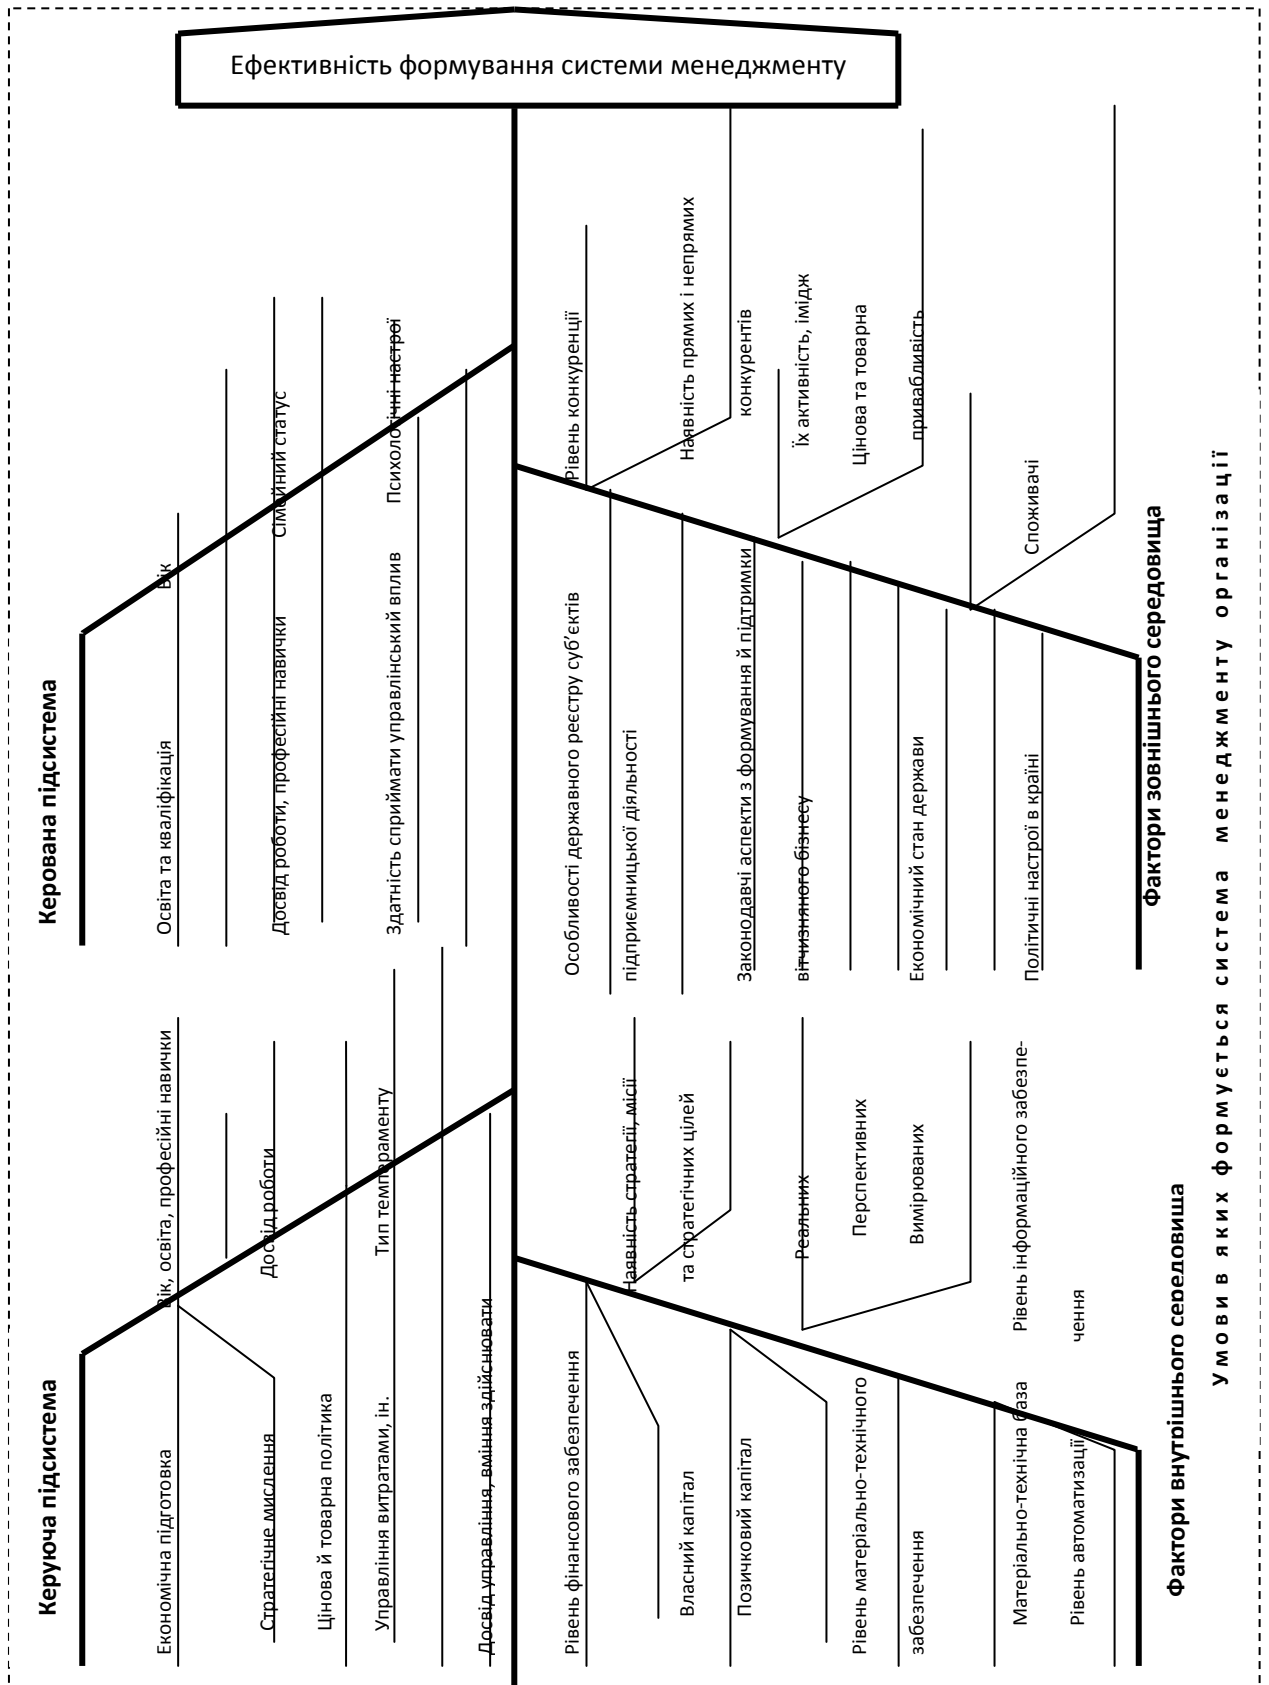 Ефективність формування системи менеджменту
Керована підсистема
Освіта та кваліфікація
Вік
Досвід роботи, професійні навички
Сімейний статус
Здатність сприймати управлінський вплив
Психологічні настрої
Керуюча підсистема
Економічна підготовка
Вік, освіта, професійні навички
Стратегічне мислення
Досвід роботи
Цінова й товарна політика
Управління витратами, ін.
Тип темпераменту
Досвід управління, вміння здійснювати
Рівень конкуренції
Наявність прямих і непрямих
конкурентів
Їх активність, імідж
Цінова та товарна
привабливість
Споживачі
Особливості державного реєстру суб’єктів
підприємницької діяльності
Законодавчі аспекти з формування й підтримки
вітчизняного бізнесу
Економічний стан держави
Політичні настрої в країні
Фактори зовнішнього середовища
Рівень фінансового забезпечення
Власний капітал
Позичковий капітал
Наявність стратегії, місії
та стратегічних цілей
Реальних
Перспективних
Вимірюваних
Рівень матеріально-технічного
забезпечення
Матеріально-технічна база
Рівень автоматизації
Рівень інформаційного забезпе-
чення
Фактори внутрішнього середовища
Умови в яких формується система менеджменту організації